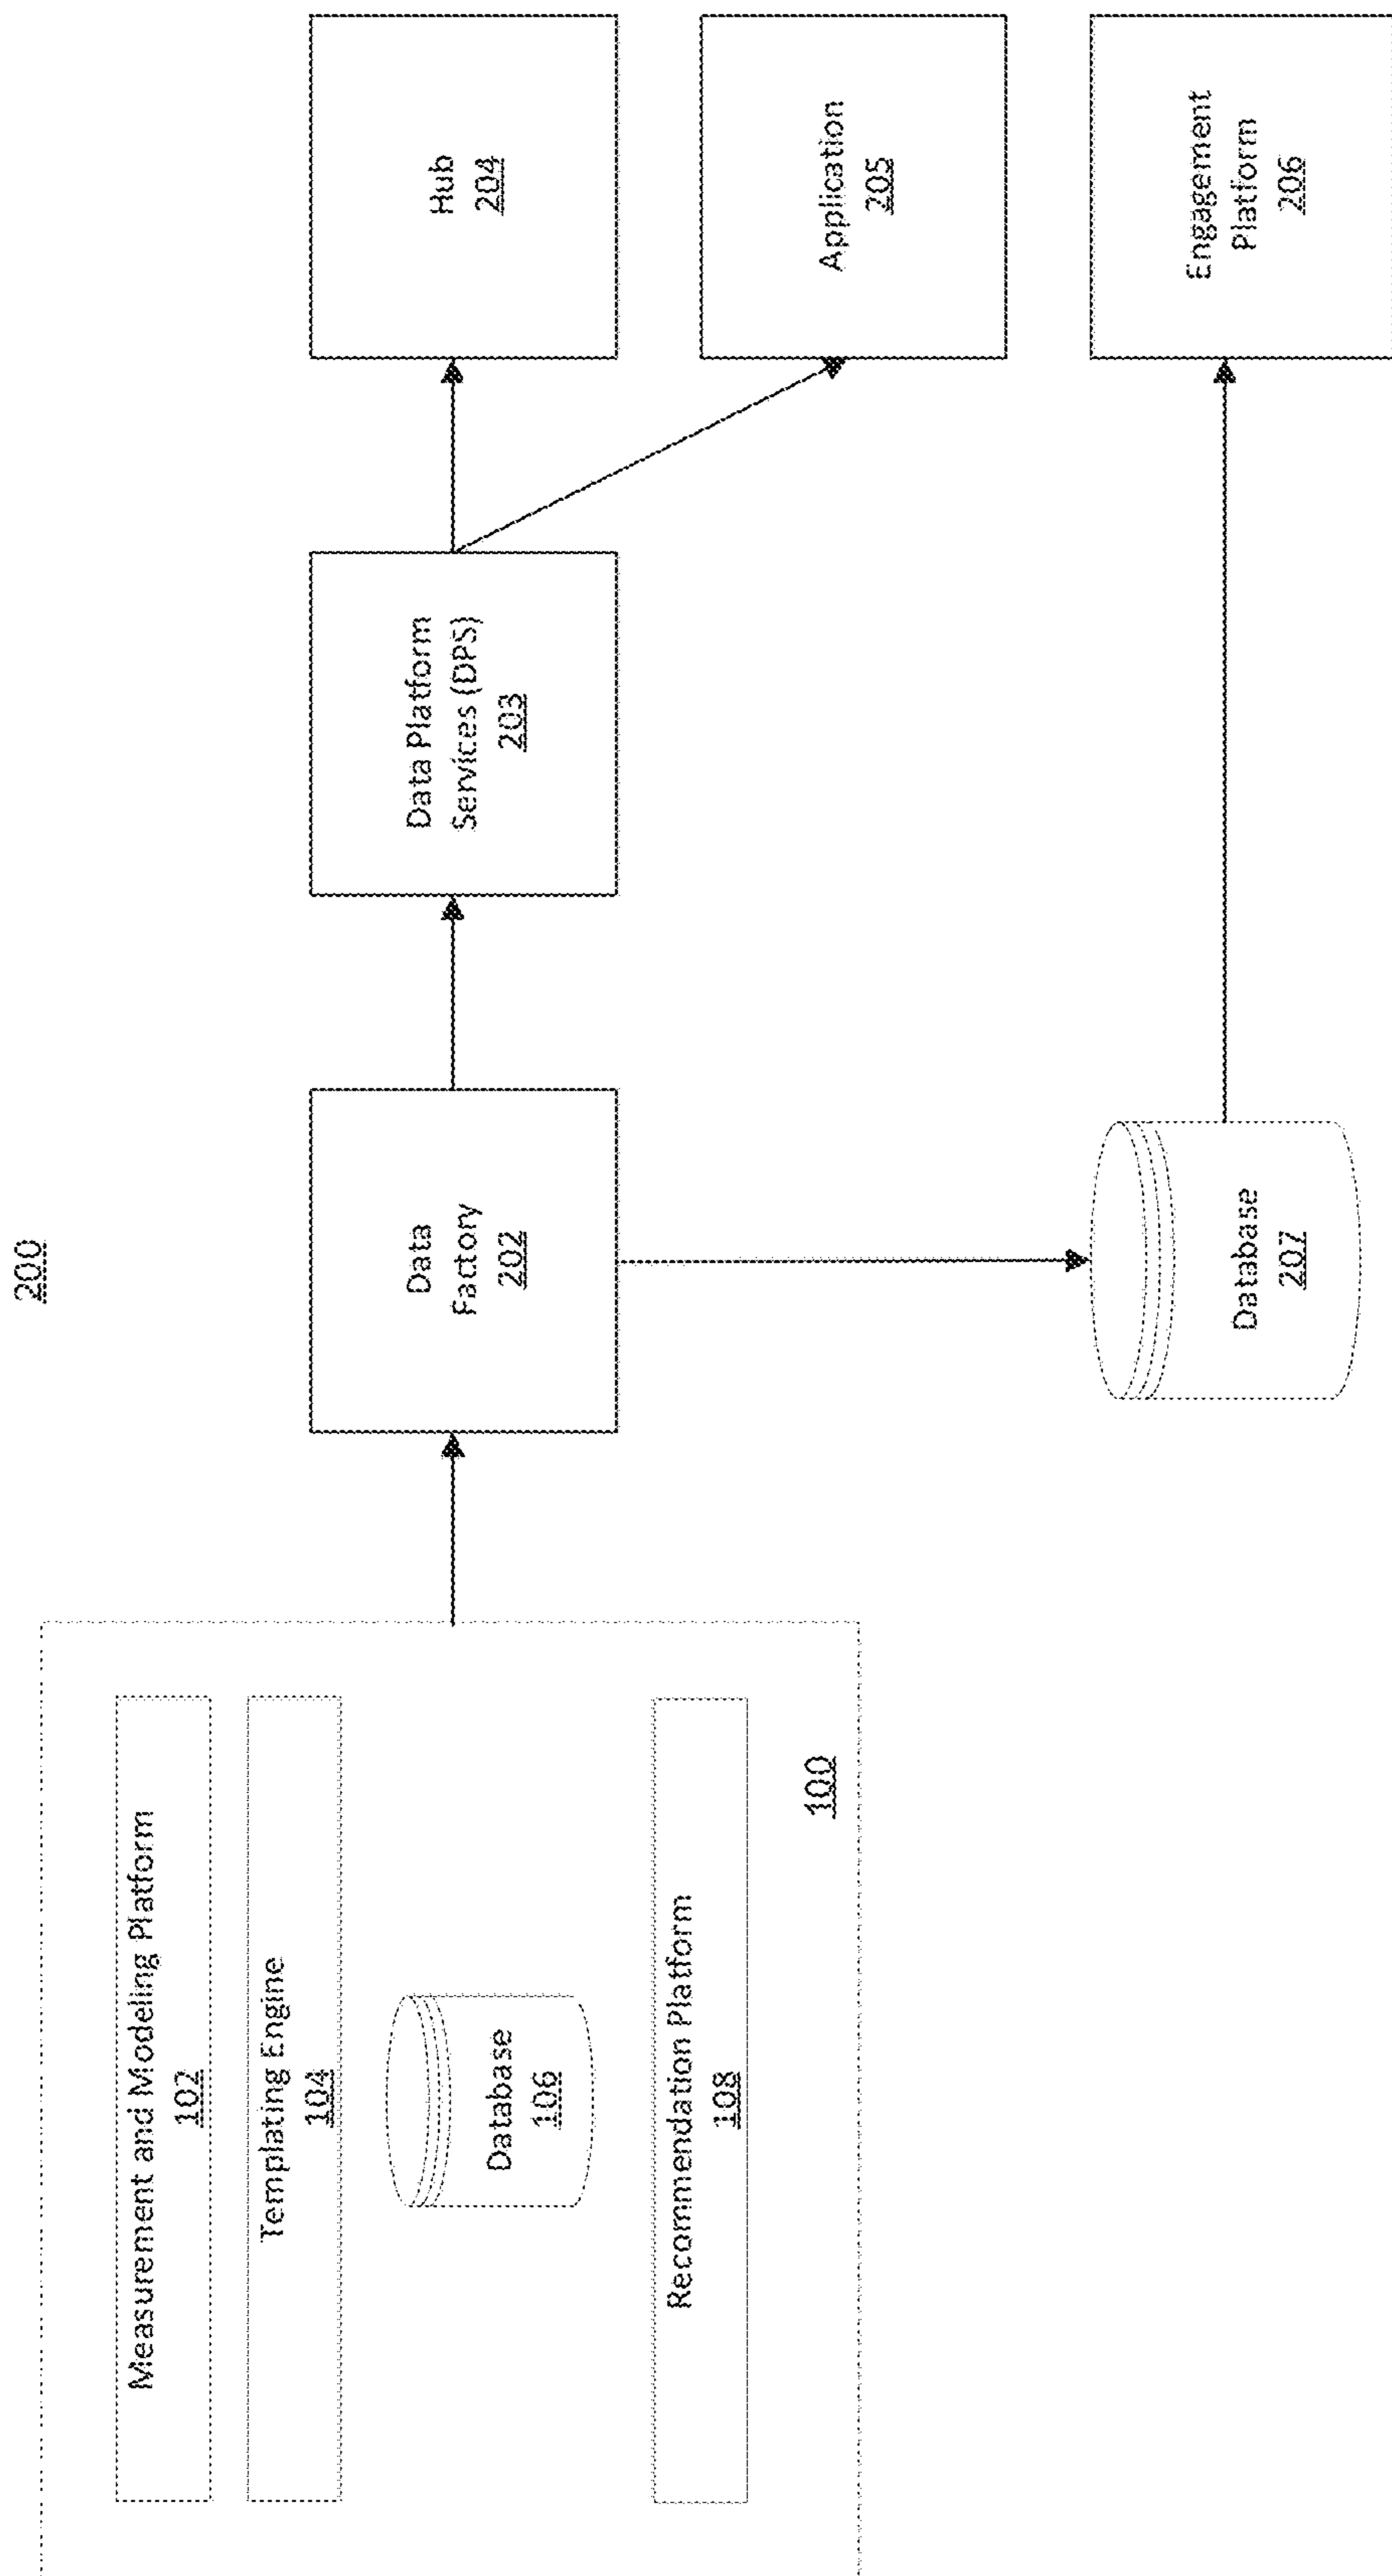 200
Measurement and Modeling Platform
102
Templating Engine
104
Database
106
Recommendation Platform
108
100
Data
Factory
202
Data Platform
Services (DPS)
203
Hub
204
Application
205
Database
207
Engagement
Platform
206